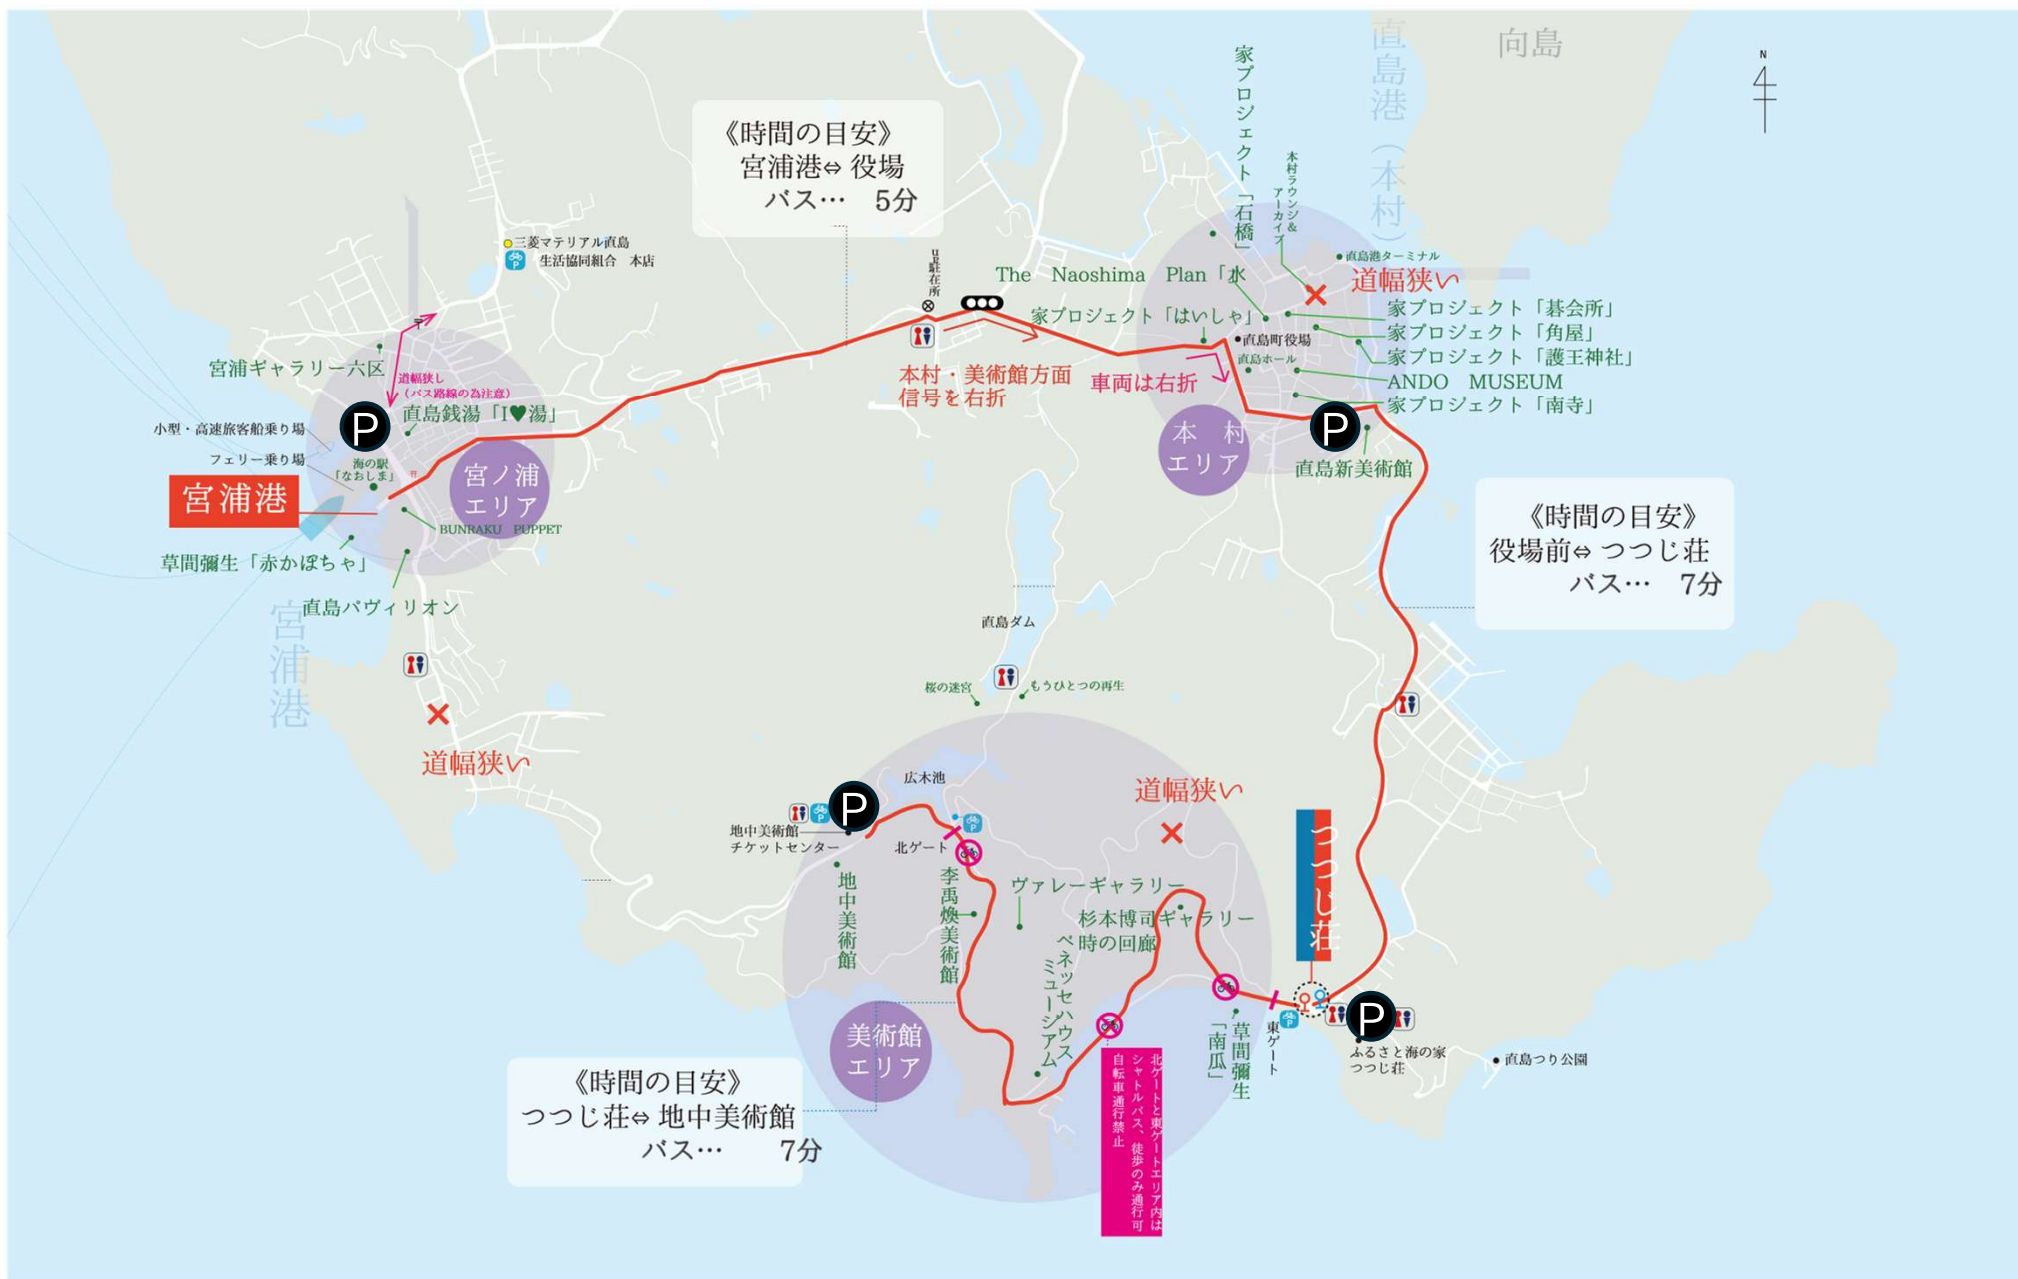 向島
直島港（本村）
N
《時間の目安》
宮浦港⇔役場
バス… 5分
家プロジェクト「石橋」
本村ラウンジ&
アーカイブ
三菱マテリアル直島
生活協同組合 本店
P
駐在所
The Naoshima Plan「水
直島港ターミナル
道幅狭い
家プロジェクト「碁会所」
家プロジェクト「角屋」
家プロジェクト「護王神社」
ANDO MUSEUM
家プロジェクト「南寺」
家プロジェクト「はいしゃ」
直島町役場
直島ホール
本村・美術館方面
信号を右折
車両は右折
宮浦ギャラリー六区
道幅狭し
（バス路線の為注意）
直島銭湯「I♥湯」
P
小型・高速旅客船乗り場
フェリー乗り場
海の駅
「なおしま」
宮浦港
宮ノ浦
エリア
BUNRAKU PUPPET
草間彌生「赤かぼちゃ」
直島パヴィリオン
宮浦港
本 村
エリア
P
直島新美術館
《時間の目安》
役場前⇔つつじ荘
バス… 7分
直島ダム
桜の迷宮
もうひとつの再生
道幅狭い
広木池
道幅狭い
P
P
P
地中美術館
チケットセンター
北ゲート
地中美術館
李禹煥美術館
ヴァレーギャラリー
杉本博司ギャラリー
時の回廊
ベネッセハウス
ミュージアム
つつじ荘
美術館
エリア
草間彌生
「南瓜」
東ゲート
P
P
ふるさと海の家
つつじ荘
直島つり公園
《時間の目安》
つつじ荘⇔地中美術館
バス… 7分
北ゲートと東ゲートエリア内は
シャトルバス、徒歩のみ通行可
自転車通行禁止